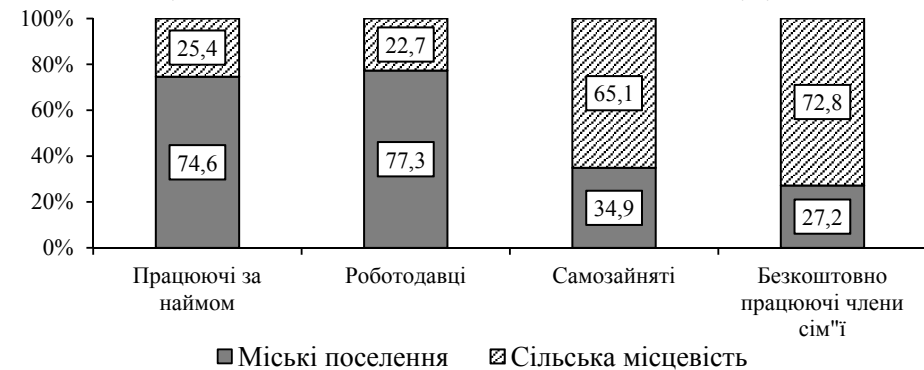 100%
80%
60%
40%
20%
0%
25,4
22,7
65,1
72,8
74,6
77,3
34,9
27,2
Працюючі за
наймом
Роботодавці
Самозайняті
Безкоштовно
працюючі члени
сім"ї
Міські поселення
Сільська місцевість